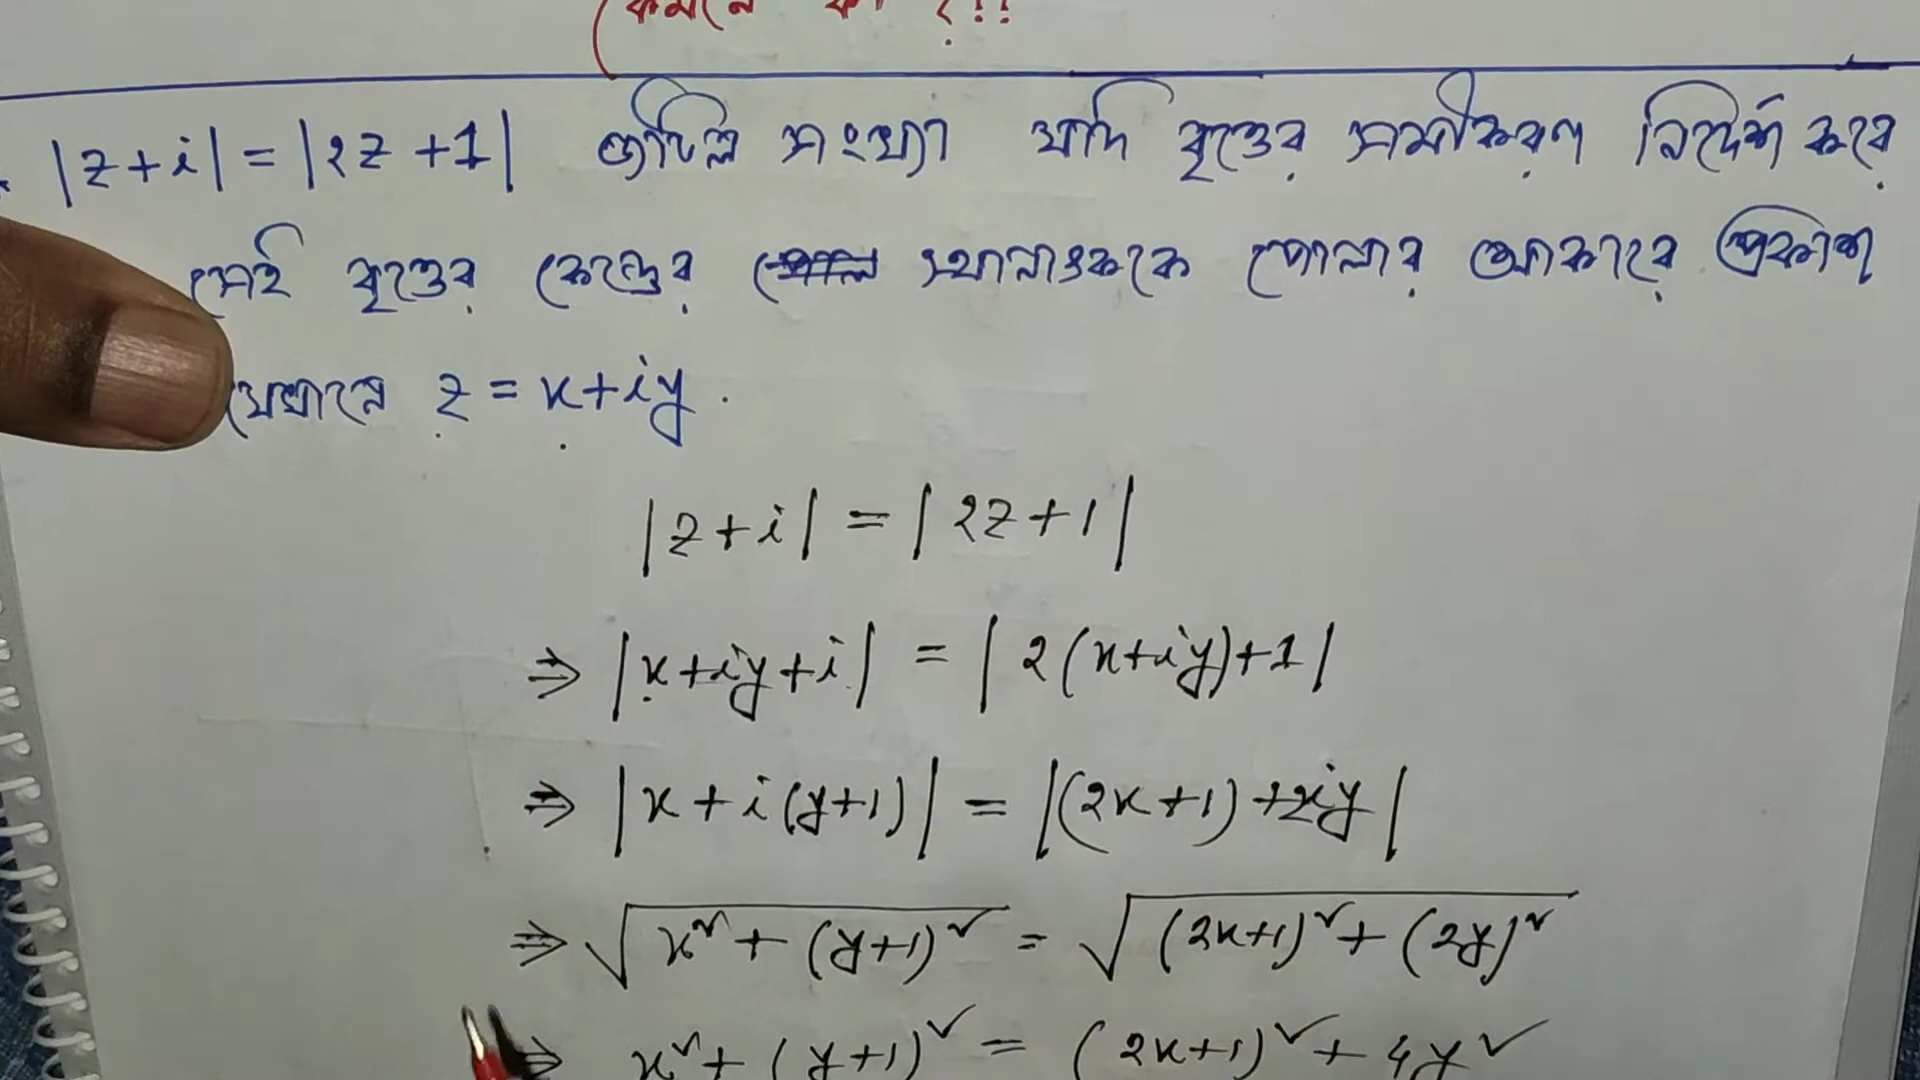 কেমনে কী ?!!
|z+i| = |2z+1| জটিল সংখ্যা যদি বৃত্তের সমীকরণ নির্দেশ করে
সেই বৃত্তের কেন্দ্রের স্থানাংককে পোলার আকারে প্রকাশ
যেখানে z = x+iy.
|z+i| = |2z+1|
⇒ |x+iy+i| = |2(x+iy)+1|
⇒ |x+i(y+1)| = |(2x+1)+2iy|
⇒ √(x² + (y+1)²) = √((2x+1)² + (2y)²)
⇒ x² + (y+1)² = (2x+1)² + 4y²